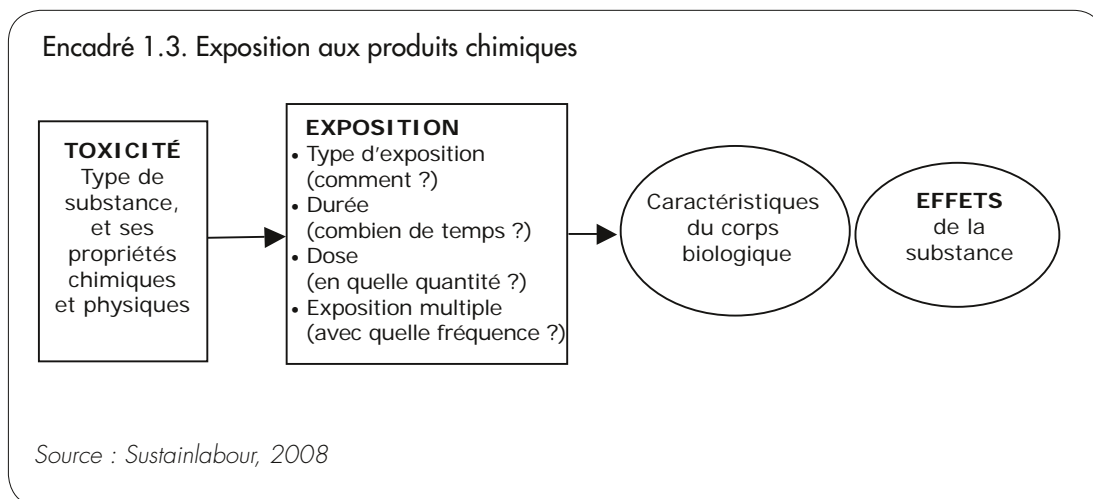 Encadré 1.3. Exposition aux produits chimiques
TOXICITÉ
Type de
substance,
et ses
propriétés
chimiques
et physiques
EXPOSITION
• Type d'exposition
(comment ?)
• Durée
(combien de temps ?)
• Dose
(en quelle quantité ?)
• Exposition multiple
(avec quelle fréquence ?)
Caractéristiques
du corps
biologique
EFFETS
de la
substance
Source : Sustainlabour, 2008